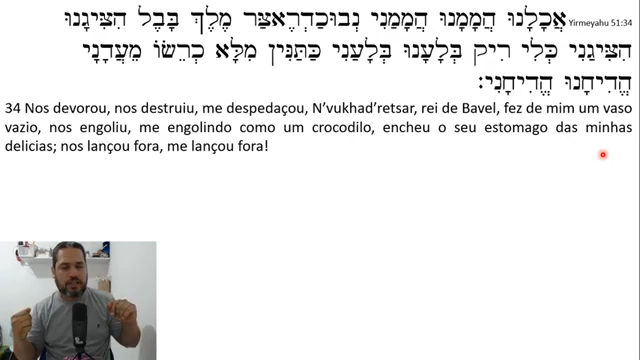 אֲכָלָנוּ הֲמָמָנוּ הֲמָמַנִי נְבוּכַדְרֶאצַּר מֶלֶךְ בָּבֶל הִצִּיגָנוּ Yirmeyahu 51:34
הִצִּיגַנִי כְּלִי רִיק בְּלָעָנוּ בְּלָעַנִי כַּתַּנִּין מִלָּא כְרֵשׂוֹ מֵעֲדָנָי
הֱדִיחָנוּ הֱדִיחָנִי׃
34 Nos devorou, nos destruiu, me despedaçou, N’vukhad’retsar, rei de Bavel, fez de mim um vaso
vazio, nos engoliu, me engolindo como um crocodilo, encheu o seu estomago das minhas
delicias; nos lançou fora, me lançou fora!